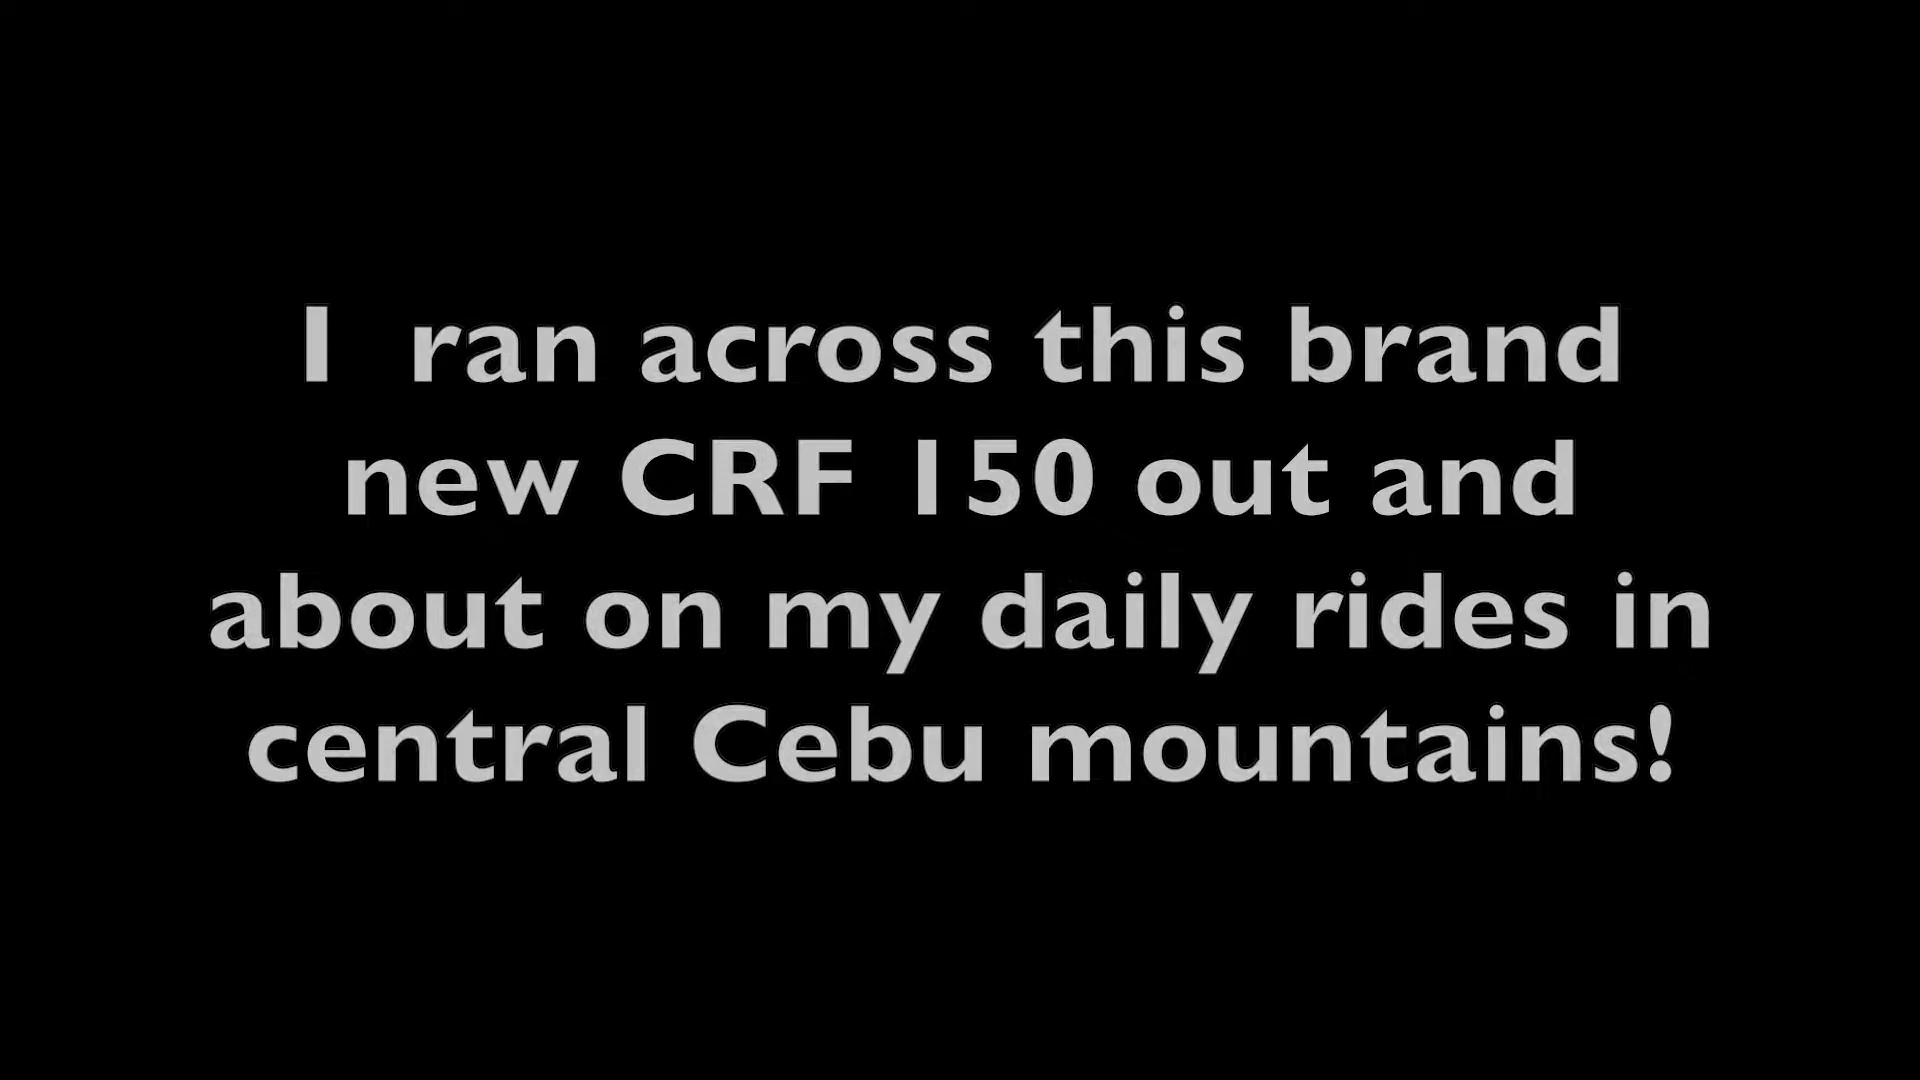 I  ran across this brand
new CRF 150 out and
about on my daily rides in
central Cebu mountains!